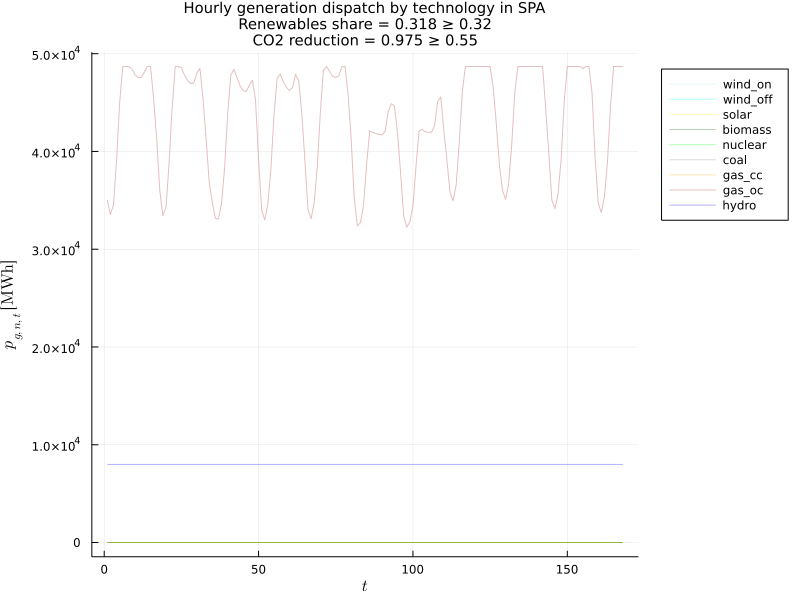 Hourly generation dispatch by technology in SPA
Renewables share = 0.318 ≥ 0.32
CO2 reduction = 0.975 ≥ 0.55
5.0×10⁴
4.0×10⁴
3.0×10⁴
2.0×10⁴
1.0×10⁴
0
p_{g,n,t} [MWh]
0 50 100 150
t
wind_on
wind_off
solar
biomass
nuclear
coal
gas_cc
gas_oc
hydro